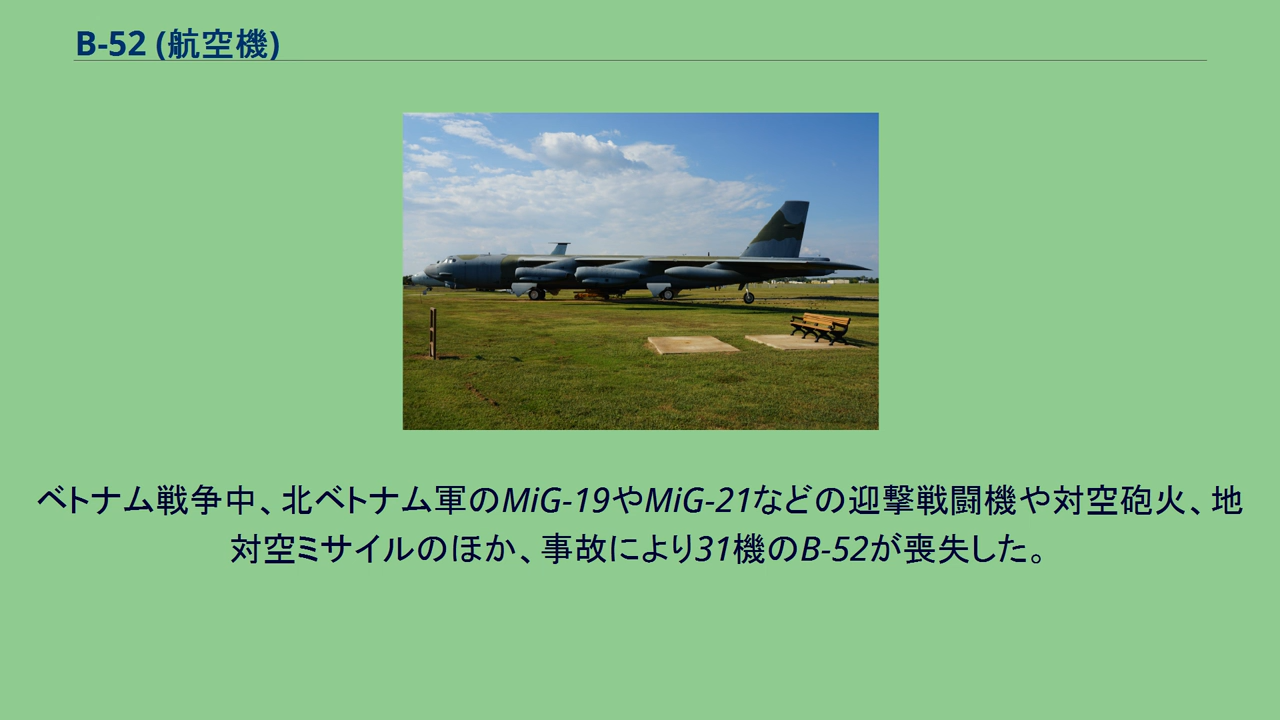 B-52 (航空機)
ベトナム戦争中、北ベトナム軍のMiG-19やMiG-21などの迎撃戦闘機や対空砲火、地
対空ミサイルのほか、事故により31機のB-52が喪失した。